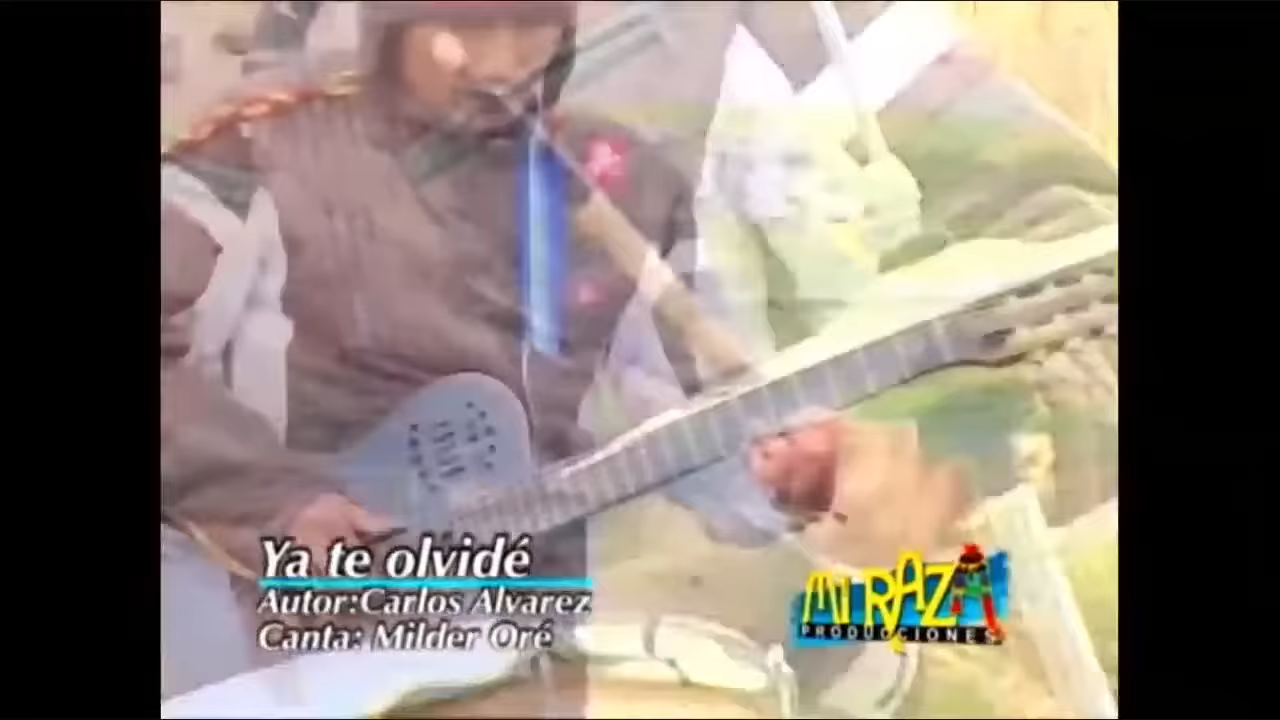 Ya te olvidé
Autor:Carlos Alvarez
Canta: Milder Oré
MI RAZA
PRODUCCIONES